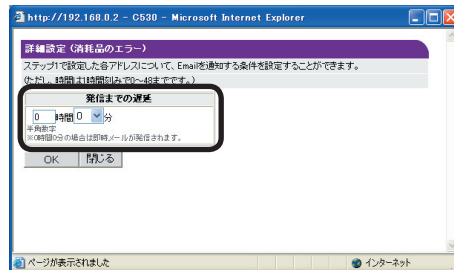 http://192.168.0.2 - C530 - Microsoft Internet Explorer
詳細設定（消耗品のエラー）
ステップ1で設定した各アドレスについて、Emailを通知する条件を設定することができます。
(ただし、時間は1時間刻みで0～48までです。)
発信までの遅延
0 時間 0 分
半角数字
※0時間0分の場合は即時メールが発信されます。
OK 閉じる
ページが表示されました インターネット